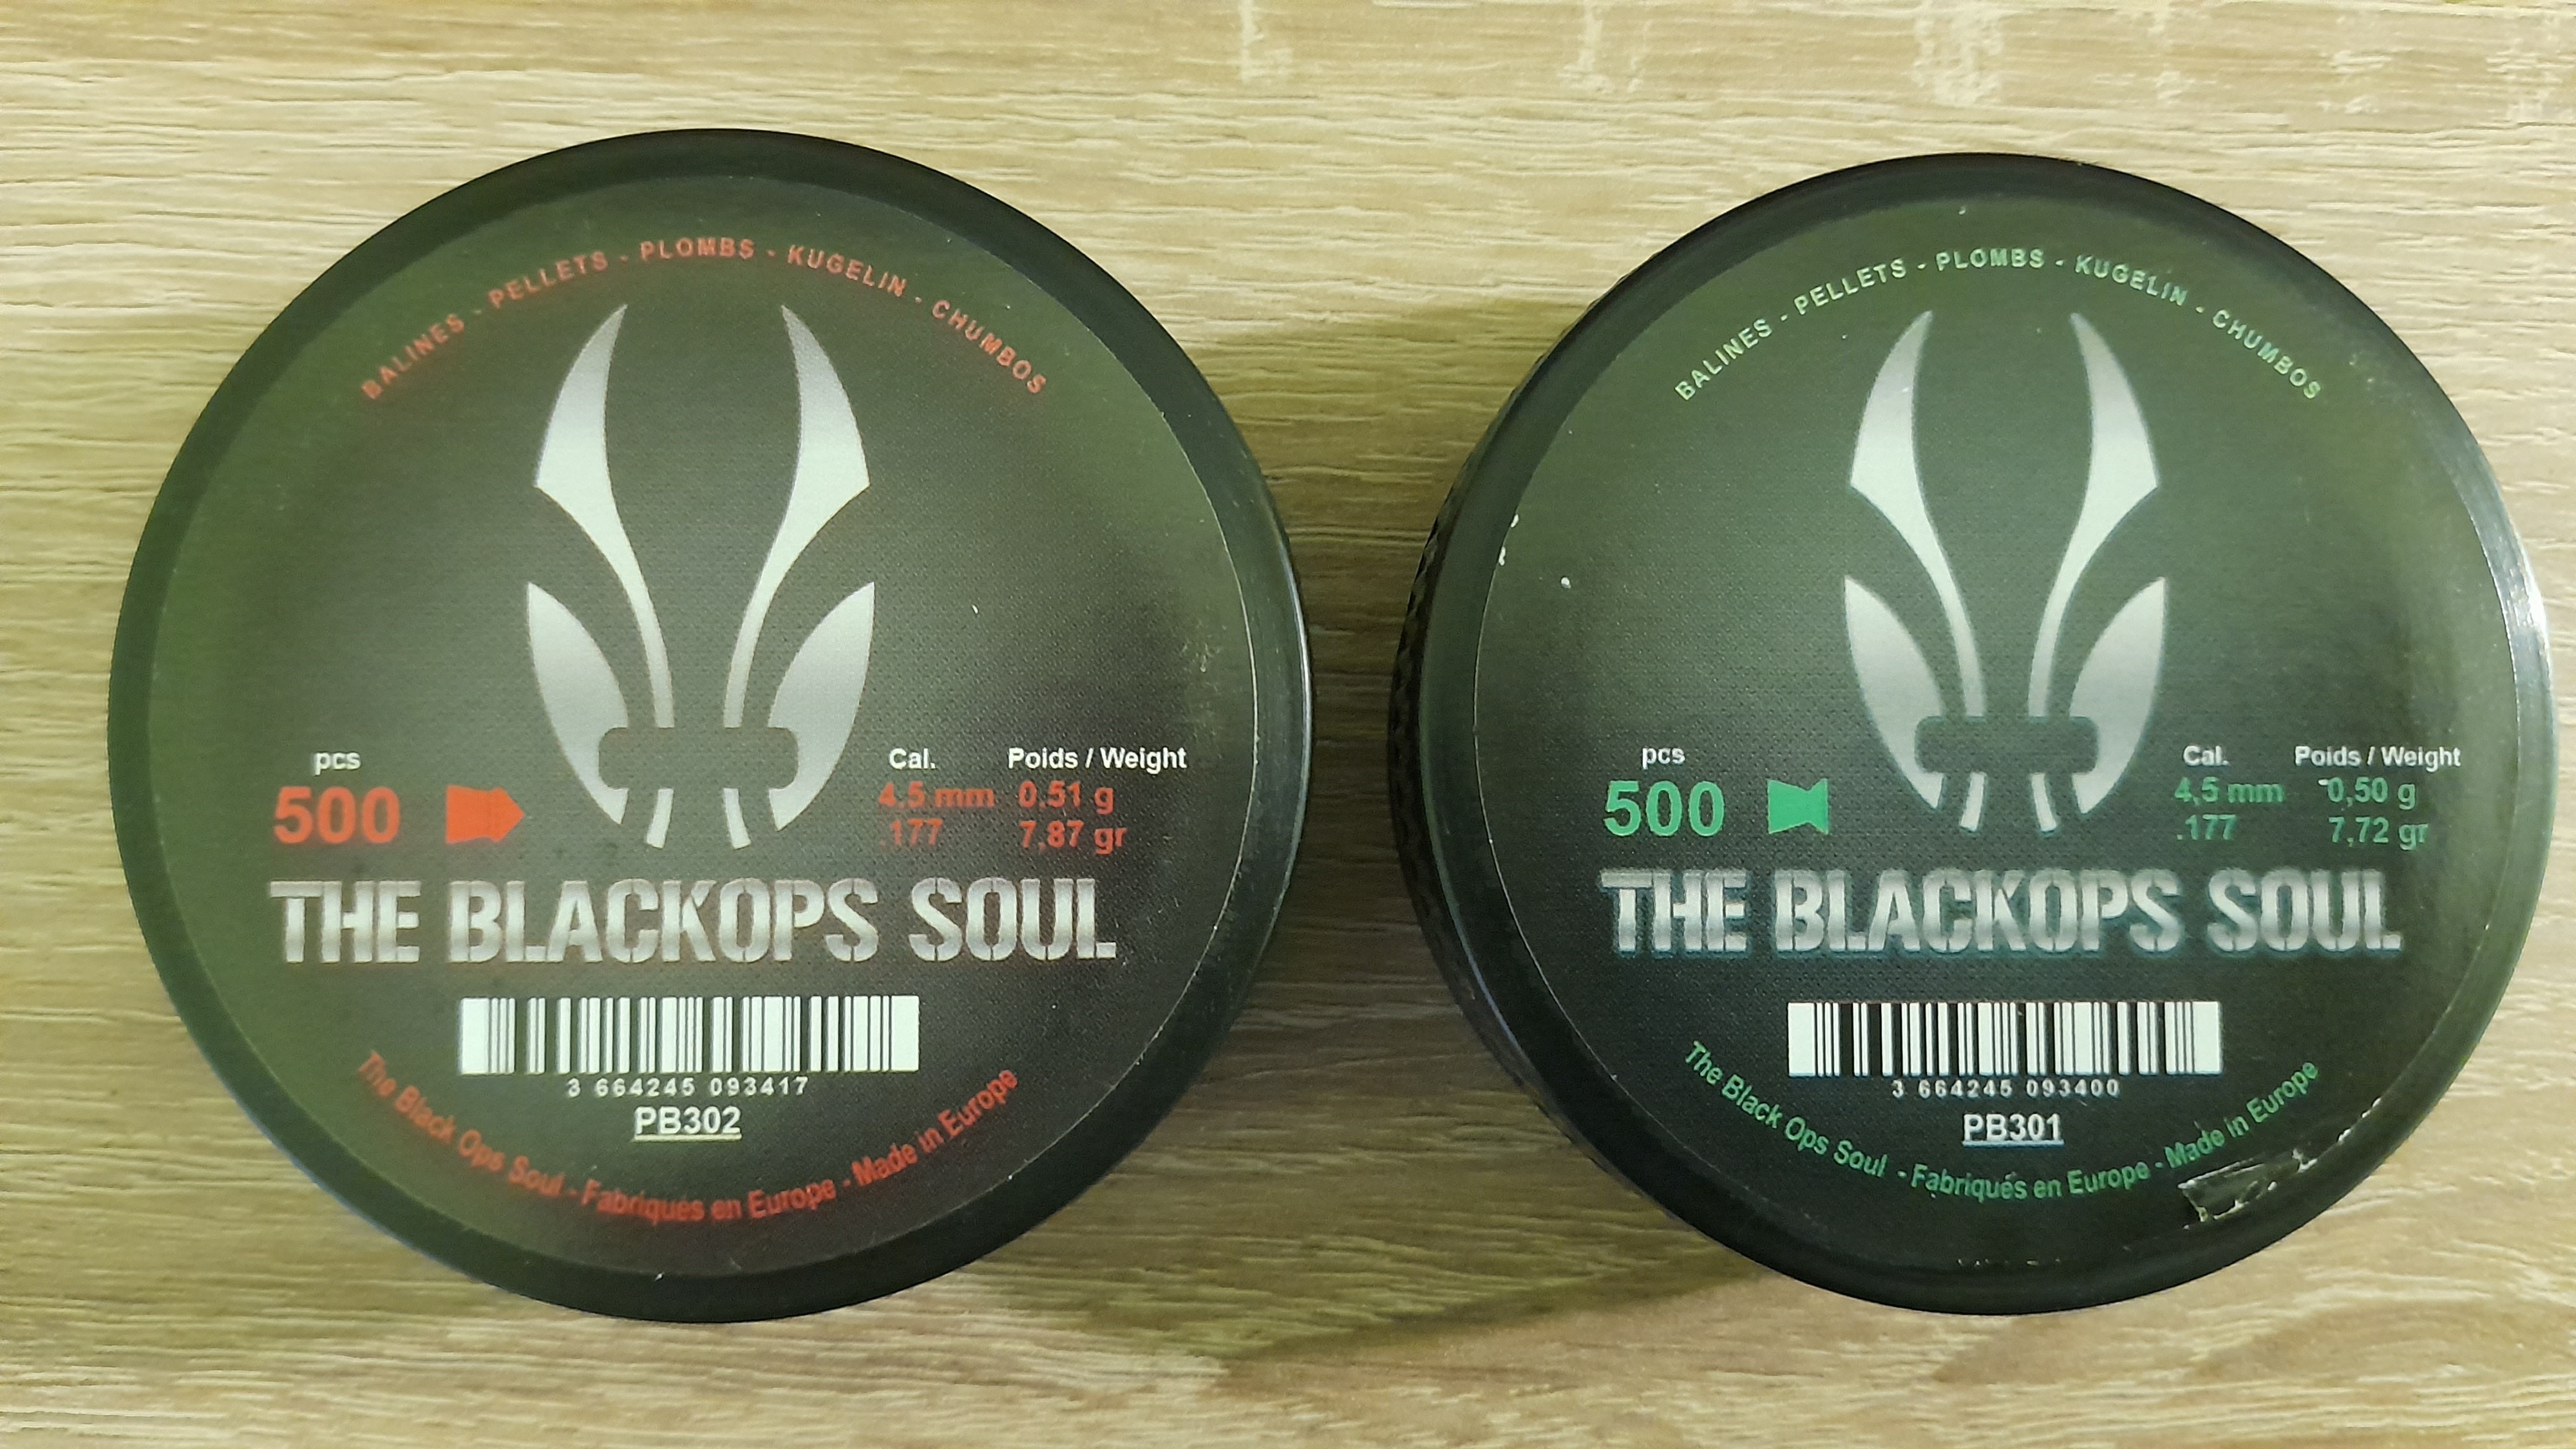 BALINES - PELLETS - PLOMBS - KUGELIN - CHUMBOS
pcs
500
Cal.
4,5 mm
.177
Poids / Weight
0,51 g
7,87 gr
THE BLACKOPS SOUL
3 664245 093417
PB302
The Black Ops Soul - Fabriqués en Europe - Made in Europe
BALINES - PELLETS - PLOMBS - KUGELIN - CHUMBOS
pcs
500
Cal.
4,5 mm
.177
Poids / Weight
0,50 g
7,72 gr
THE BLACKOPS SOUL
3 664245 093400
PB301
The Black Ops Soul - Fabriqués en Europe - Made in Europe